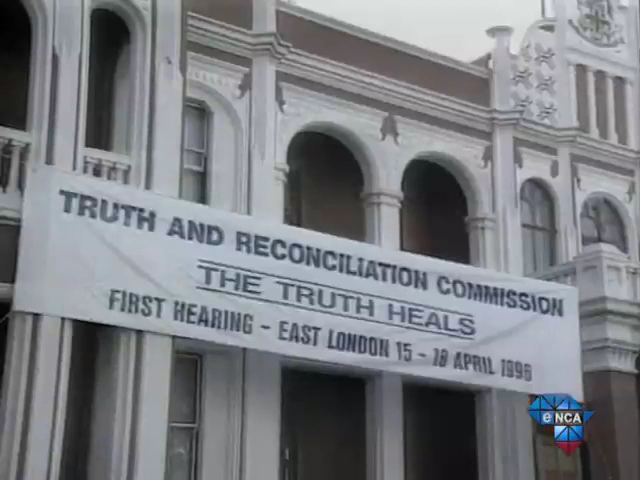 TRUTH AND RECONCILIATION COMMISSION
THE TRUTH HEALS
FIRST HEARING - EAST LONDON 15 - 18 APRIL 1996
eNCA